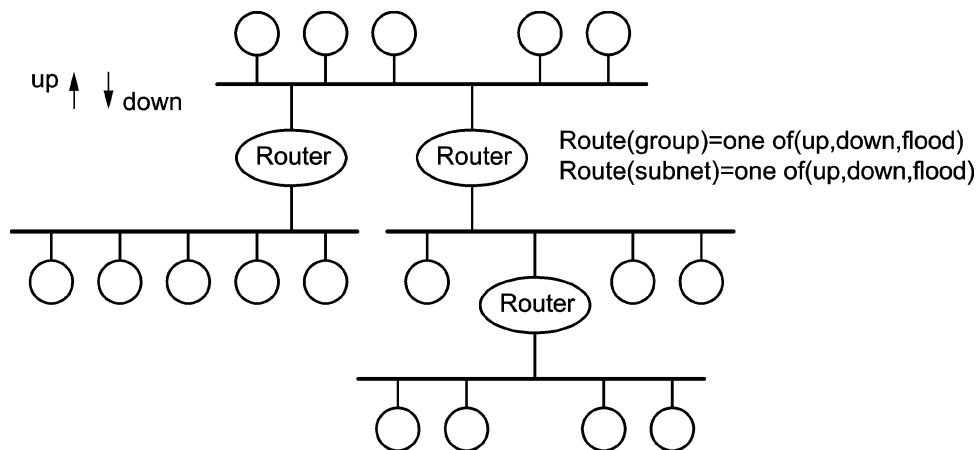 up
down
Router
Router
Route(group)=one of(up,down,flood)
Route(subnet)=one of(up,down,flood)
Router